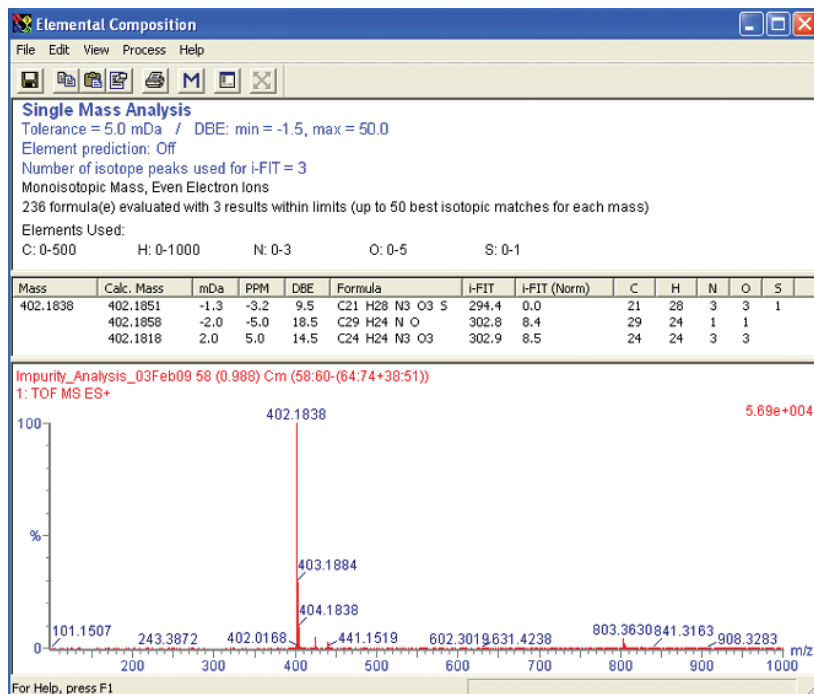 Elemental Composition
File Edit View Process Help
M
Single Mass Analysis
Tolerance = 5.0 mDa / DBE: min = -1.5, max = 50.0
Element prediction: Off
Number of isotope peaks used for i-FIT = 3
Monoisotopic Mass, Even Electron Ions
236 formula(e) evaluated with 3 results within limits (up to 50 best isotopic matches for each mass)
Elements Used:
C: 0-500 H: 0-1000 N: 0-3 O: 0-5 S: 0-1
Mass Calc. Mass mDa PPM DBE Formula i-FIT i-FIT (Norm) C H N O S
402.1838 402.1851 -1.3 -3.2 9.5 C21 H28 N3 O3 S 294.4 0.0 21 28 3 3 1
402.1858 -2.0 -5.0 18.5 C29 H24 N O 302.8 8.4 29 24 1 1
402.1818 2.0 5.0 14.5 C24 H24 N3 O3 302.9 8.5 24 24 3 3
Impurity_Analysis_03Feb09 58 (0.988) Cm (58:60-(64:74+38:51))
1: TOF MS ES+
5.69e+004
402.1838
100
%
403.1884
404.1838
101.1507 243.3872 402.0168 441.1519 602.3019 631.4238 803.3630 841.3163 908.3283
0
m/z
200 300 400 500 600 700 800 900 1000
For Help, press F1